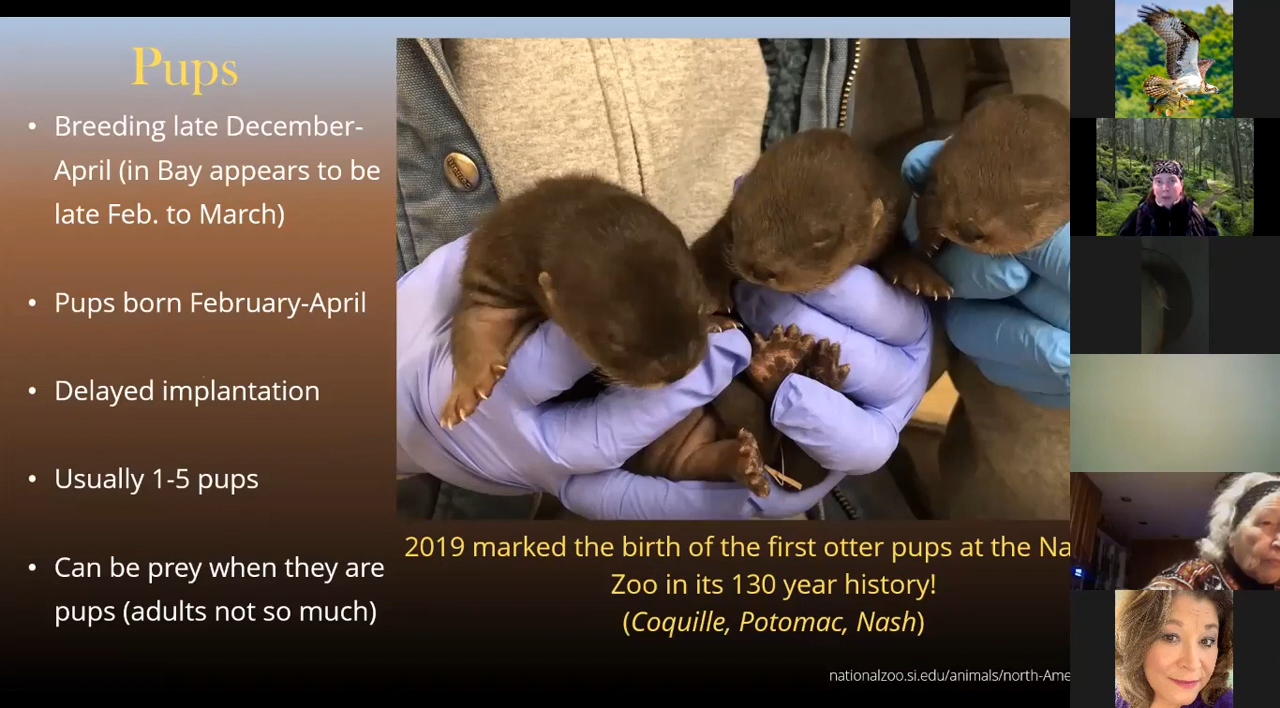 Pups
• Breeding late December-
April (in Bay appears to be
late Feb. to March)
• Pups born February-April
• Delayed implantation
• Usually 1-5 pups
• Can be prey when they are
pups (adults not so much)
2019 marked the birth of the first otter pups at the Na
Zoo in its 130 year history!
(Coquille, Potomac, Nash)
nationalzoo.si.edu/animals/north-Ame